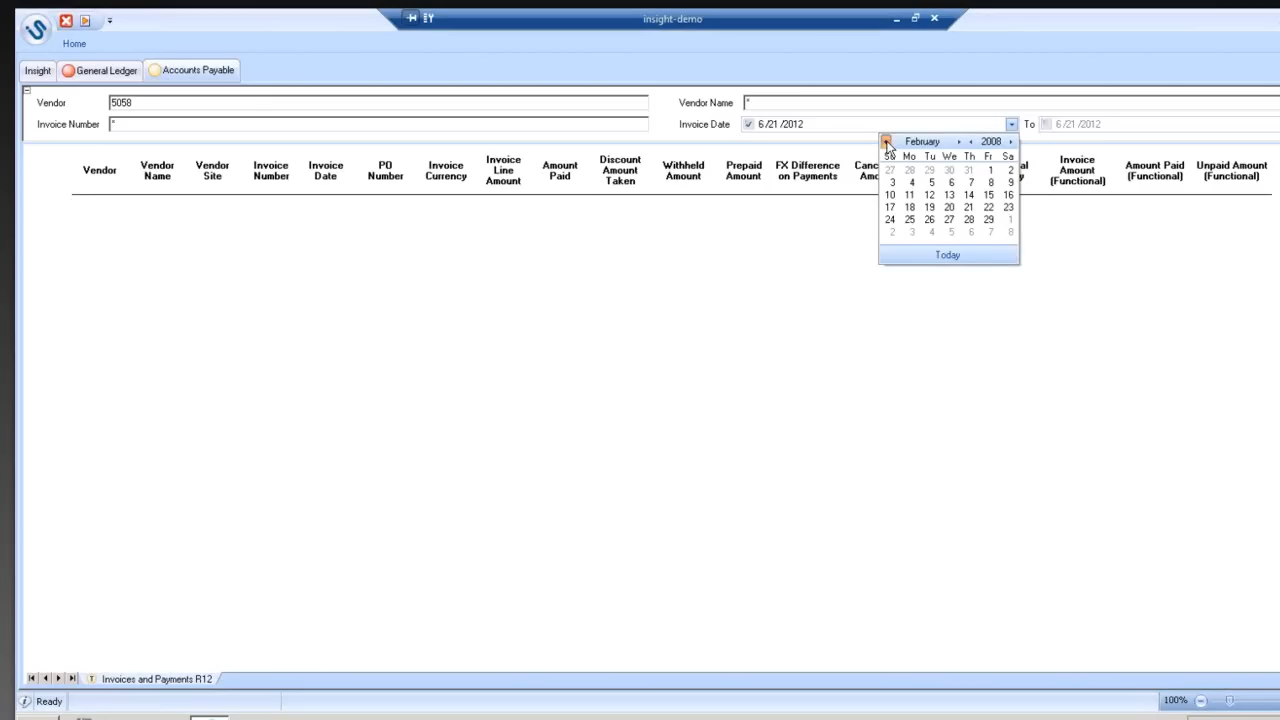 insight-demo
Home
Insight
General Ledger
Accounts Payable
Vendor 5058 Vendor Name *
Invoice Number * Invoice Date 6/21/2012 To 6/21/2012
February 2008
Su Mo Tu We Th Fr Sa
27 28 29 30 31 1 2
3 4 5 6 7 8 9
10 11 12 13 14 15 16
17 18 19 20 21 22 23
24 25 26 27 28 29 1
2 3 4 5 6 7 8
Today
Vendor
Vendor Name
Vendor Site
Invoice Number
Invoice Date
PO Number
Invoice Currency
Invoice Line Amount
Amount Paid
Discount Amount Taken
Withheld Amount
Prepaid Amount
FX Difference on Payments
Invoice Amount (Functional)
Amount Paid (Functional)
Unpaid Amount (Functional)
Invoices and Payments R12
Ready
100%